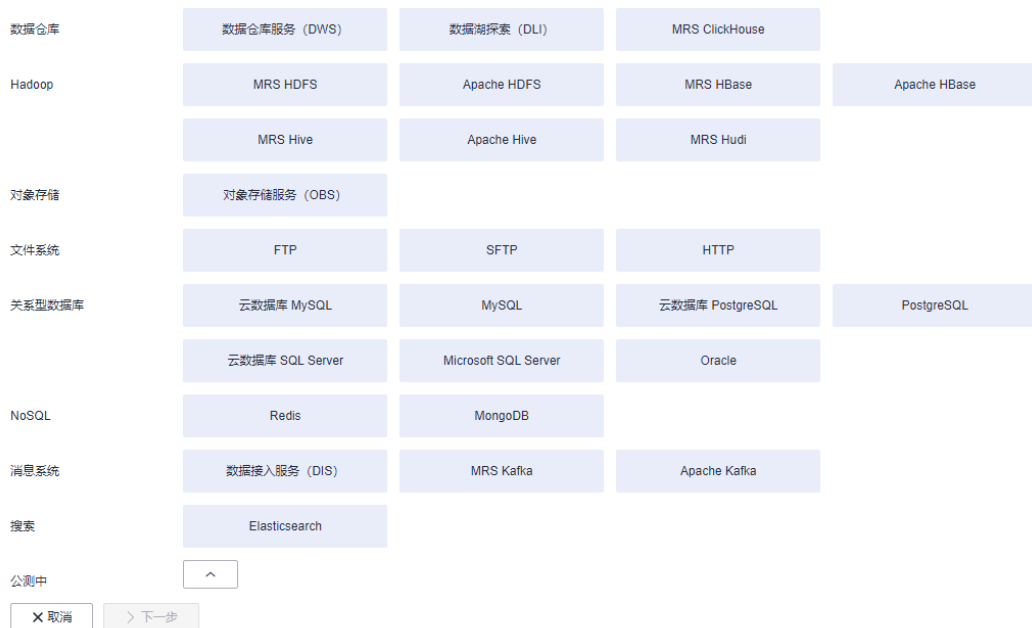 数据仓库 数据仓库服务（DWS） 数据湖探索（DLI） MRS ClickHouse
Hadoop MRS HDFS Apache HDFS MRS HBase Apache HBase
MRS Hive Apache Hive MRS Hudi
对象存储 对象存储服务（OBS）
文件系统 FTP SFTP HTTP
关系型数据库 云数据库 MySQL MySQL 云数据库 PostgreSQL PostgreSQL
云数据库 SQL Server Microsoft SQL Server Oracle
NoSQL Redis MongoDB
消息系统 数据接入服务（DIS） MRS Kafka Apache Kafka
搜索 Elasticsearch
公测中
取消 下一步